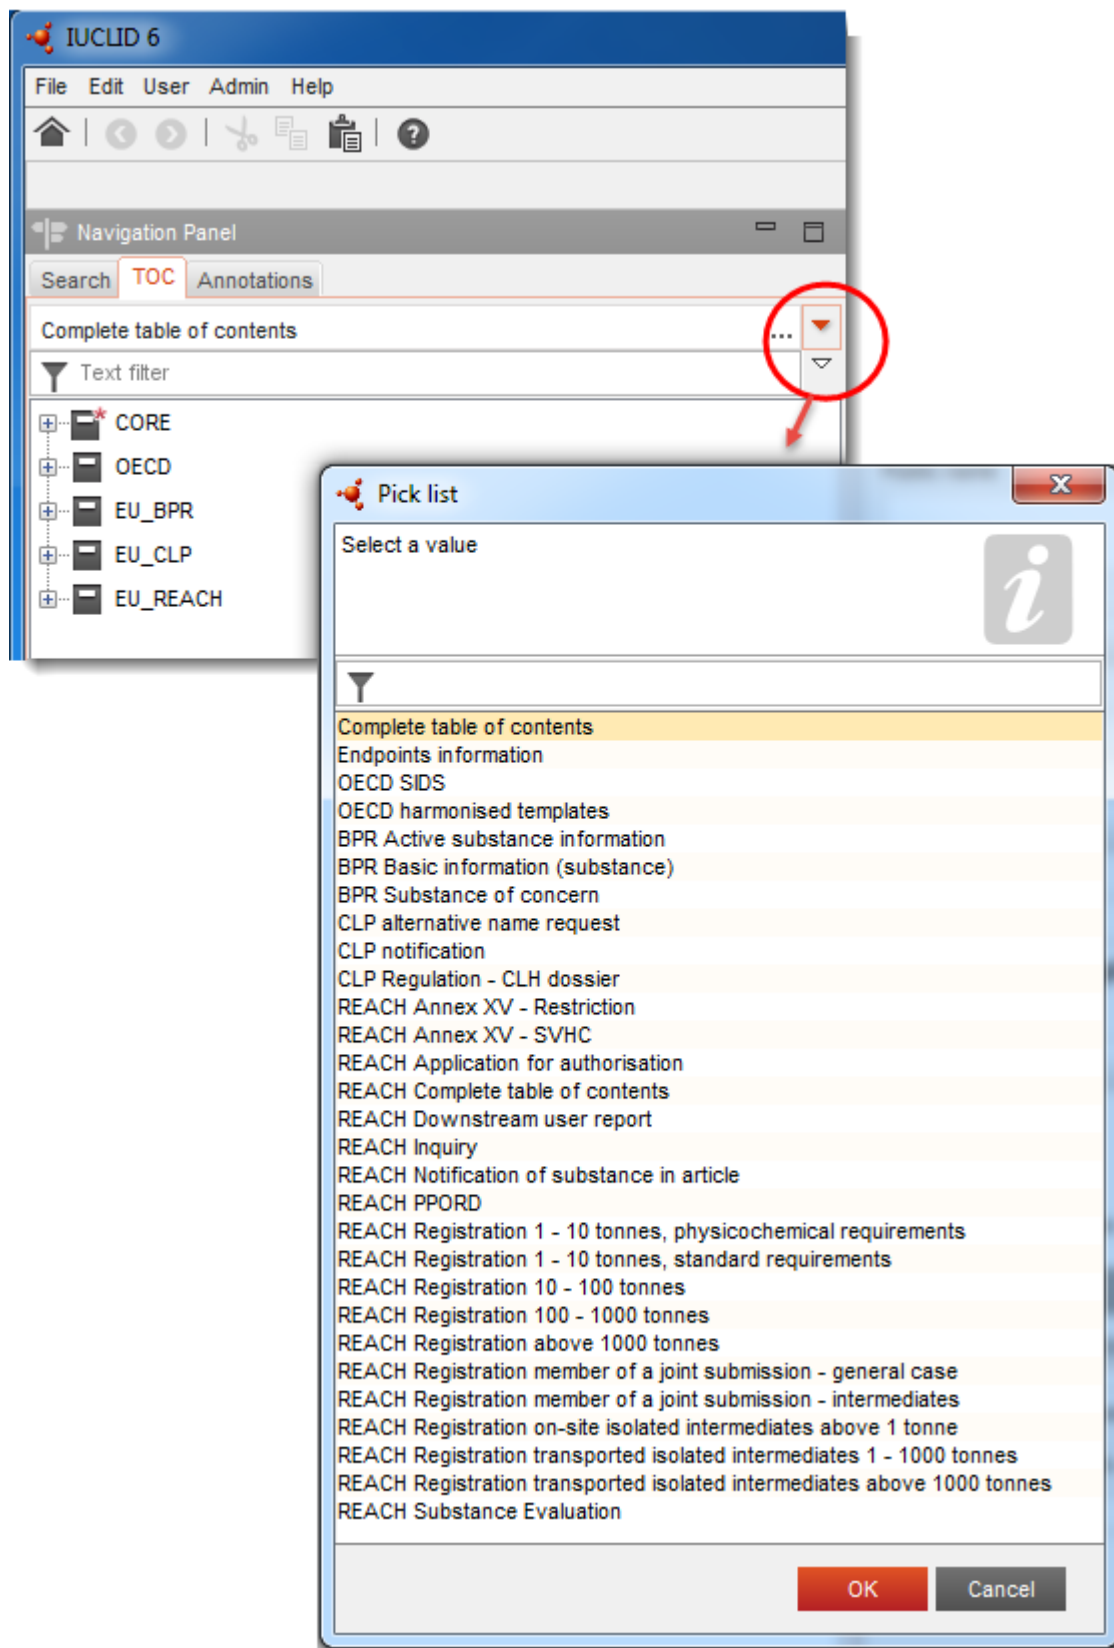 IUCLID 6
File Edit User Admin Help
Navigation Panel
Search TOC Annotations
Complete table of contents ...
Text filter
CORE
OECD
EU_BPR
EU_CLP
EU_REACH
Pick list
Select a value
Complete table of contents
Endpoints information
OECD SIDS
OECD harmonised templates
BPR Active substance information
BPR Basic information (substance)
BPR Substance of concern
CLP alternative name request
CLP notification
CLP Regulation - CLH dossier
REACH Annex XV - Restriction
REACH Annex XV - SVHC
REACH Application for authorisation
REACH Complete table of contents
REACH Downstream user report
REACH Inquiry
REACH Notification of substance in article
REACH PPORD
REACH Registration 1 - 10 tonnes, physicochemical requirements
REACH Registration 1 - 10 tonnes, standard requirements
REACH Registration 10 - 100 tonnes
REACH Registration 100 - 1000 tonnes
REACH Registration above 1000 tonnes
REACH Registration member of a joint submission - general case
REACH Registration member of a joint submission - intermediates
REACH Registration on-site isolated intermediates above 1 tonne
REACH Registration transported isolated intermediates 1 - 1000 tonnes
REACH Registration transported isolated intermediates above 1000 tonnes
REACH Substance Evaluation
OK Cancel